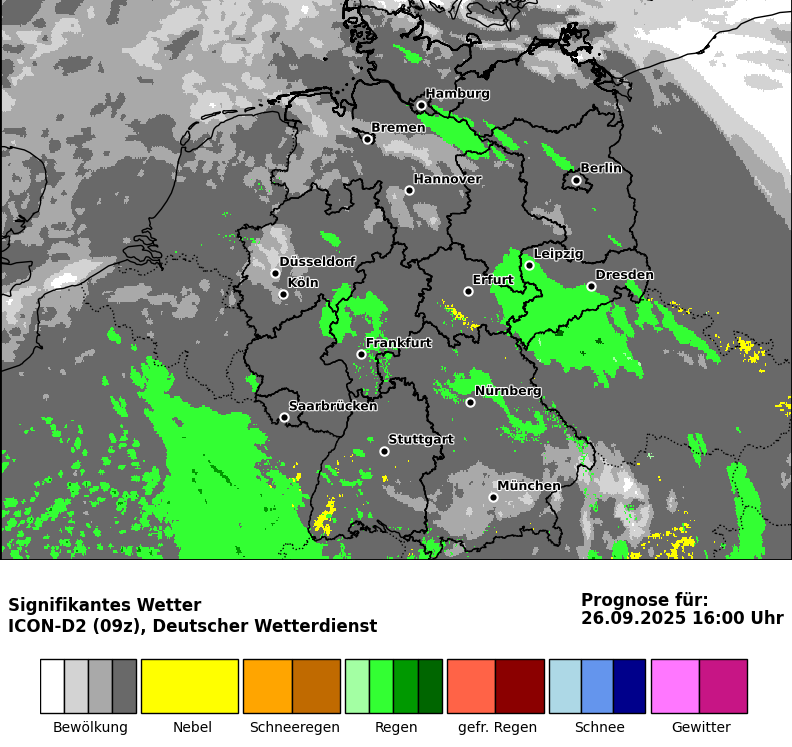 Hamburg
Bremen
Berlin
Hannover
Leipzig
Düsseldorf
Dresden
Erfurt
Köln
Frankfurt
Nürnberg
Saarbrücken
Stuttgart
München
Signifikantes Wetter
ICON-D2 (09z), Deutscher Wetterdienst
Prognose für:
26.09.2025 16:00 Uhr
Bewölkung
Nebel
Schneeregen
Regen
gefr. Regen
Schnee
Gewitter